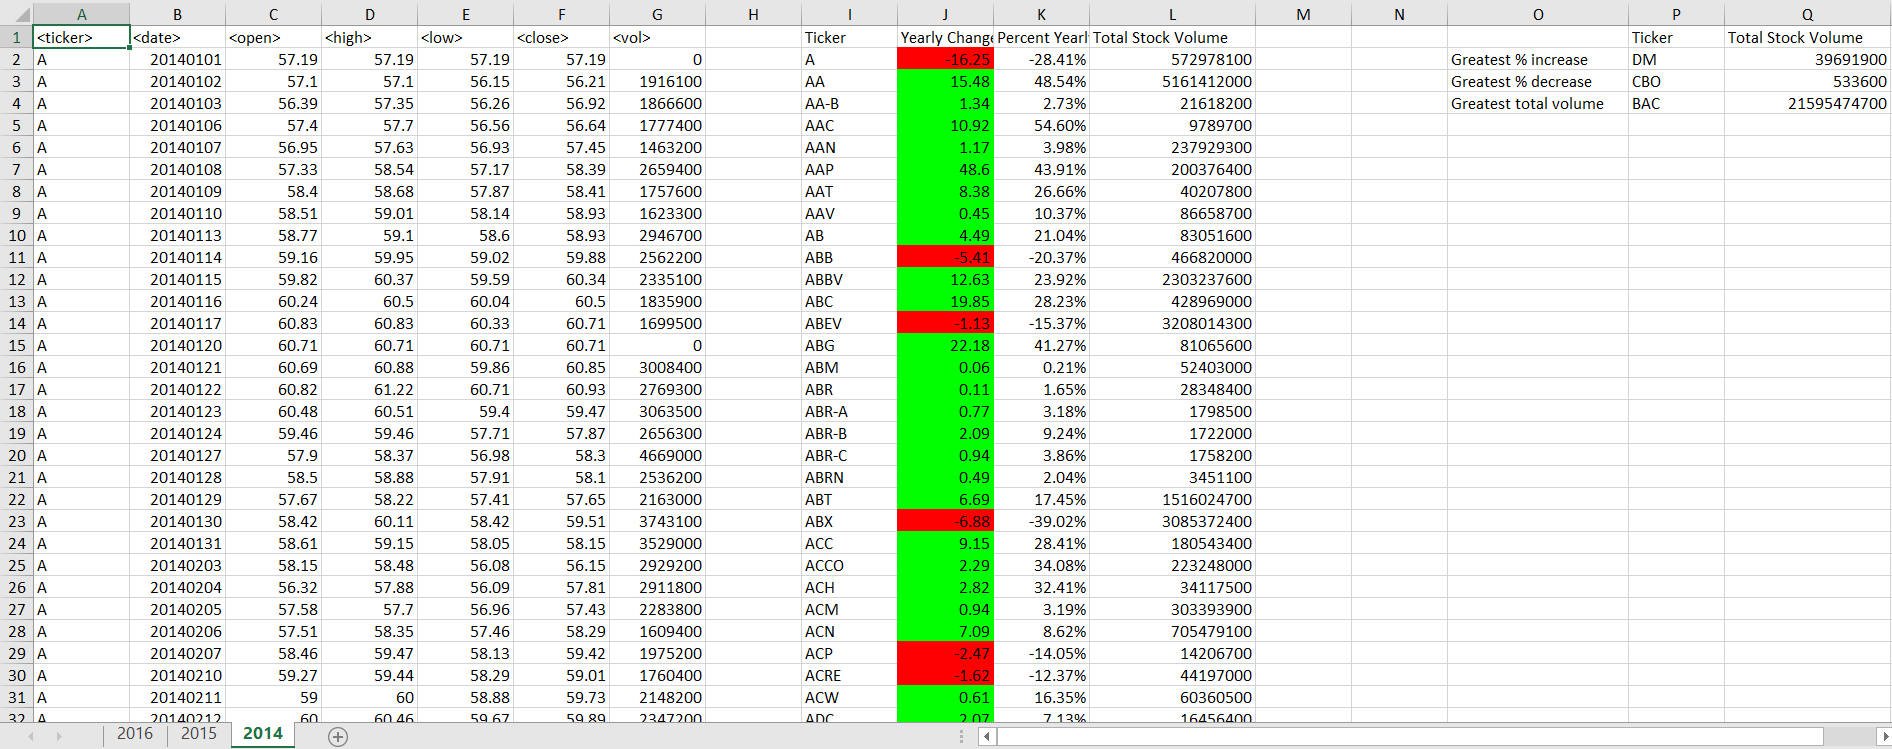 A B C D E F G H I J K L M N O P Q
1 <ticker> <date> <open> <high> <low> <close> <vol> Ticker Yearly Change Percent Yearl Total Stock Volume Ticker Total Stock Volume
2 A 20140101 57.19 57.19 57.19 57.19 0 A -16.25 -28.41% 572978100 Greatest % increase DM 39691900
3 A 20140102 57.1 57.1 56.15 56.21 1916100 AA 15.48 48.54% 5161412000 Greatest % decrease CBO 533600
4 A 20140103 56.39 57.35 56.26 56.92 1866600 AA-B 1.34 2.73% 21618200 Greatest total volume BAC 21595474700
5 A 20140106 57.4 57.7 56.56 56.64 1777400 AAC 10.92 54.60% 9789700
6 A 20140107 56.95 57.63 56.93 57.45 1463200 AAN 1.17 3.98% 237929300
7 A 20140108 57.33 58.54 57.17 58.39 2659400 AAP 48.6 43.91% 200376400
8 A 20140109 58.4 58.68 57.87 58.41 1757600 AAT 8.38 26.66% 40207800
9 A 20140110 58.51 59.01 58.14 58.93 1623300 AAV 0.45 10.37% 86658700
10 A 20140113 58.77 59.1 58.6 58.93 2946700 AB 4.49 21.04% 83051600
11 A 20140114 59.16 59.95 59.02 59.88 2562200 ABB -5.41 -20.37% 466820000
12 A 20140115 59.82 60.37 59.59 60.34 2335100 ABBV 12.63 23.92% 2303237600
13 A 20140116 60.24 60.5 60.04 60.5 1835900 ABC 19.85 28.23% 428969000
14 A 20140117 60.83 60.83 60.33 60.71 1699500 ABEV -1.13 -15.37% 3208014300
15 A 20140120 60.71 60.71 60.71 60.71 0 ABG 22.18 41.27% 81065600
16 A 20140121 60.69 60.88 59.86 60.85 3008400 ABM 0.06 0.21% 52403000
17 A 20140122 60.82 61.22 60.71 60.93 2769300 ABR 0.11 1.65% 28348400
18 A 20140123 60.48 60.51 59.4 59.47 3063500 ABR-A 0.77 3.18% 1798500
19 A 20140124 59.46 59.46 57.71 57.87 2656300 ABR-B 2.09 9.24% 1722000
20 A 20140127 57.9 58.37 56.98 58.3 4669000 ABR-C 0.94 3.86% 1758200
21 A 20140128 58.5 58.88 57.91 58.1 2536200 ABRN 0.49 2.04% 3451100
22 A 20140129 57.67 58.22 57.41 57.65 2163000 ABT 6.69 17.45% 1516024700
23 A 20140130 58.42 60.11 58.42 59.51 3743100 ABX -6.88 -39.02% 3085372400
24 A 20140131 58.61 59.15 58.05 58.15 3529000 ACC 9.15 28.41% 180543400
25 A 20140203 58.15 58.48 56.08 56.15 2929200 ACCO 2.29 34.08% 223248000
26 A 20140204 56.32 57.88 56.09 57.81 2911800 ACH 2.82 32.41% 34117500
27 A 20140205 57.58 57.7 56.96 57.43 2283800 ACM 0.94 3.19% 303393900
28 A 20140206 57.51 58.35 57.46 58.29 1609400 ACN 7.09 8.62% 705479100
29 A 20140207 58.46 59.47 58.13 59.42 1975200 ACP -2.47 -14.05% 14206700
30 A 20140210 59.27 59.44 58.29 59.01 1760400 ACRE -1.62 -12.37% 44197000
31 A 20140211 59 60 58.88 59.73 2148200 ACW 0.61 16.35% 60360500
32 A 20140212 60 60.46 59.67 59.89 2347200 ADC 2.07 7.13% 16456400
2016 2015 2014